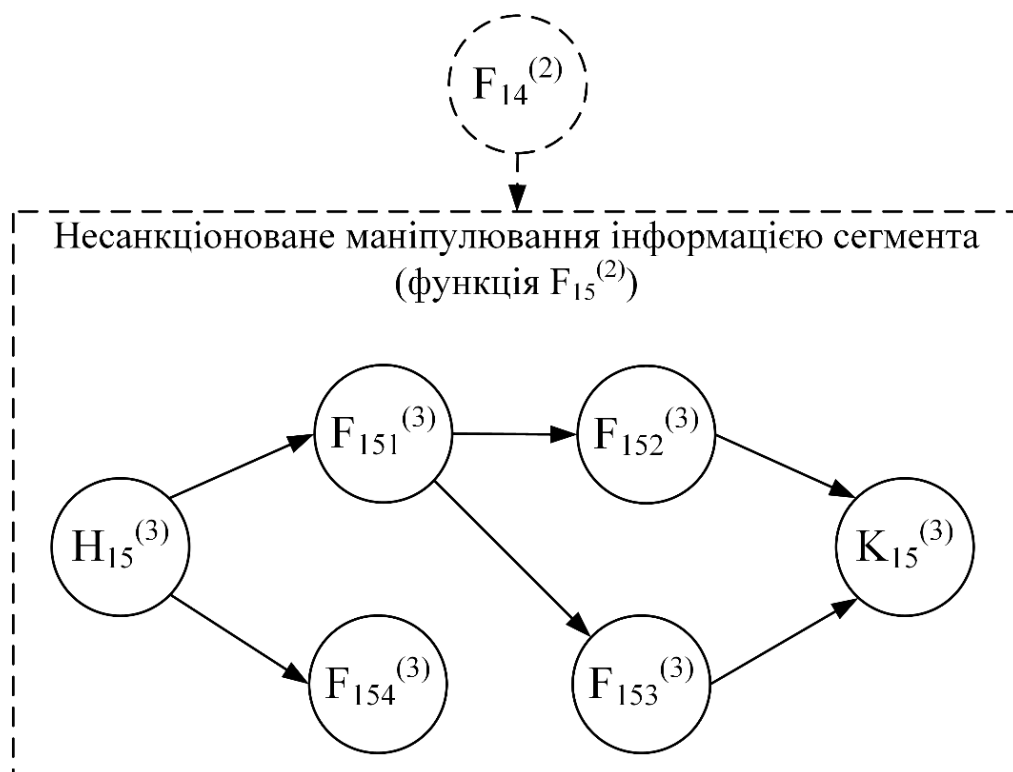 F₁₄⁽²⁾
Несанкціоноване маніпулювання інформацією сегмента
(функція F₁₅⁽²⁾)
F₁₅₁⁽³⁾
F₁₅₂⁽³⁾
H₁₅⁽³⁾
K₁₅⁽³⁾
F₁₅₄⁽³⁾
F₁₅₃⁽³⁾